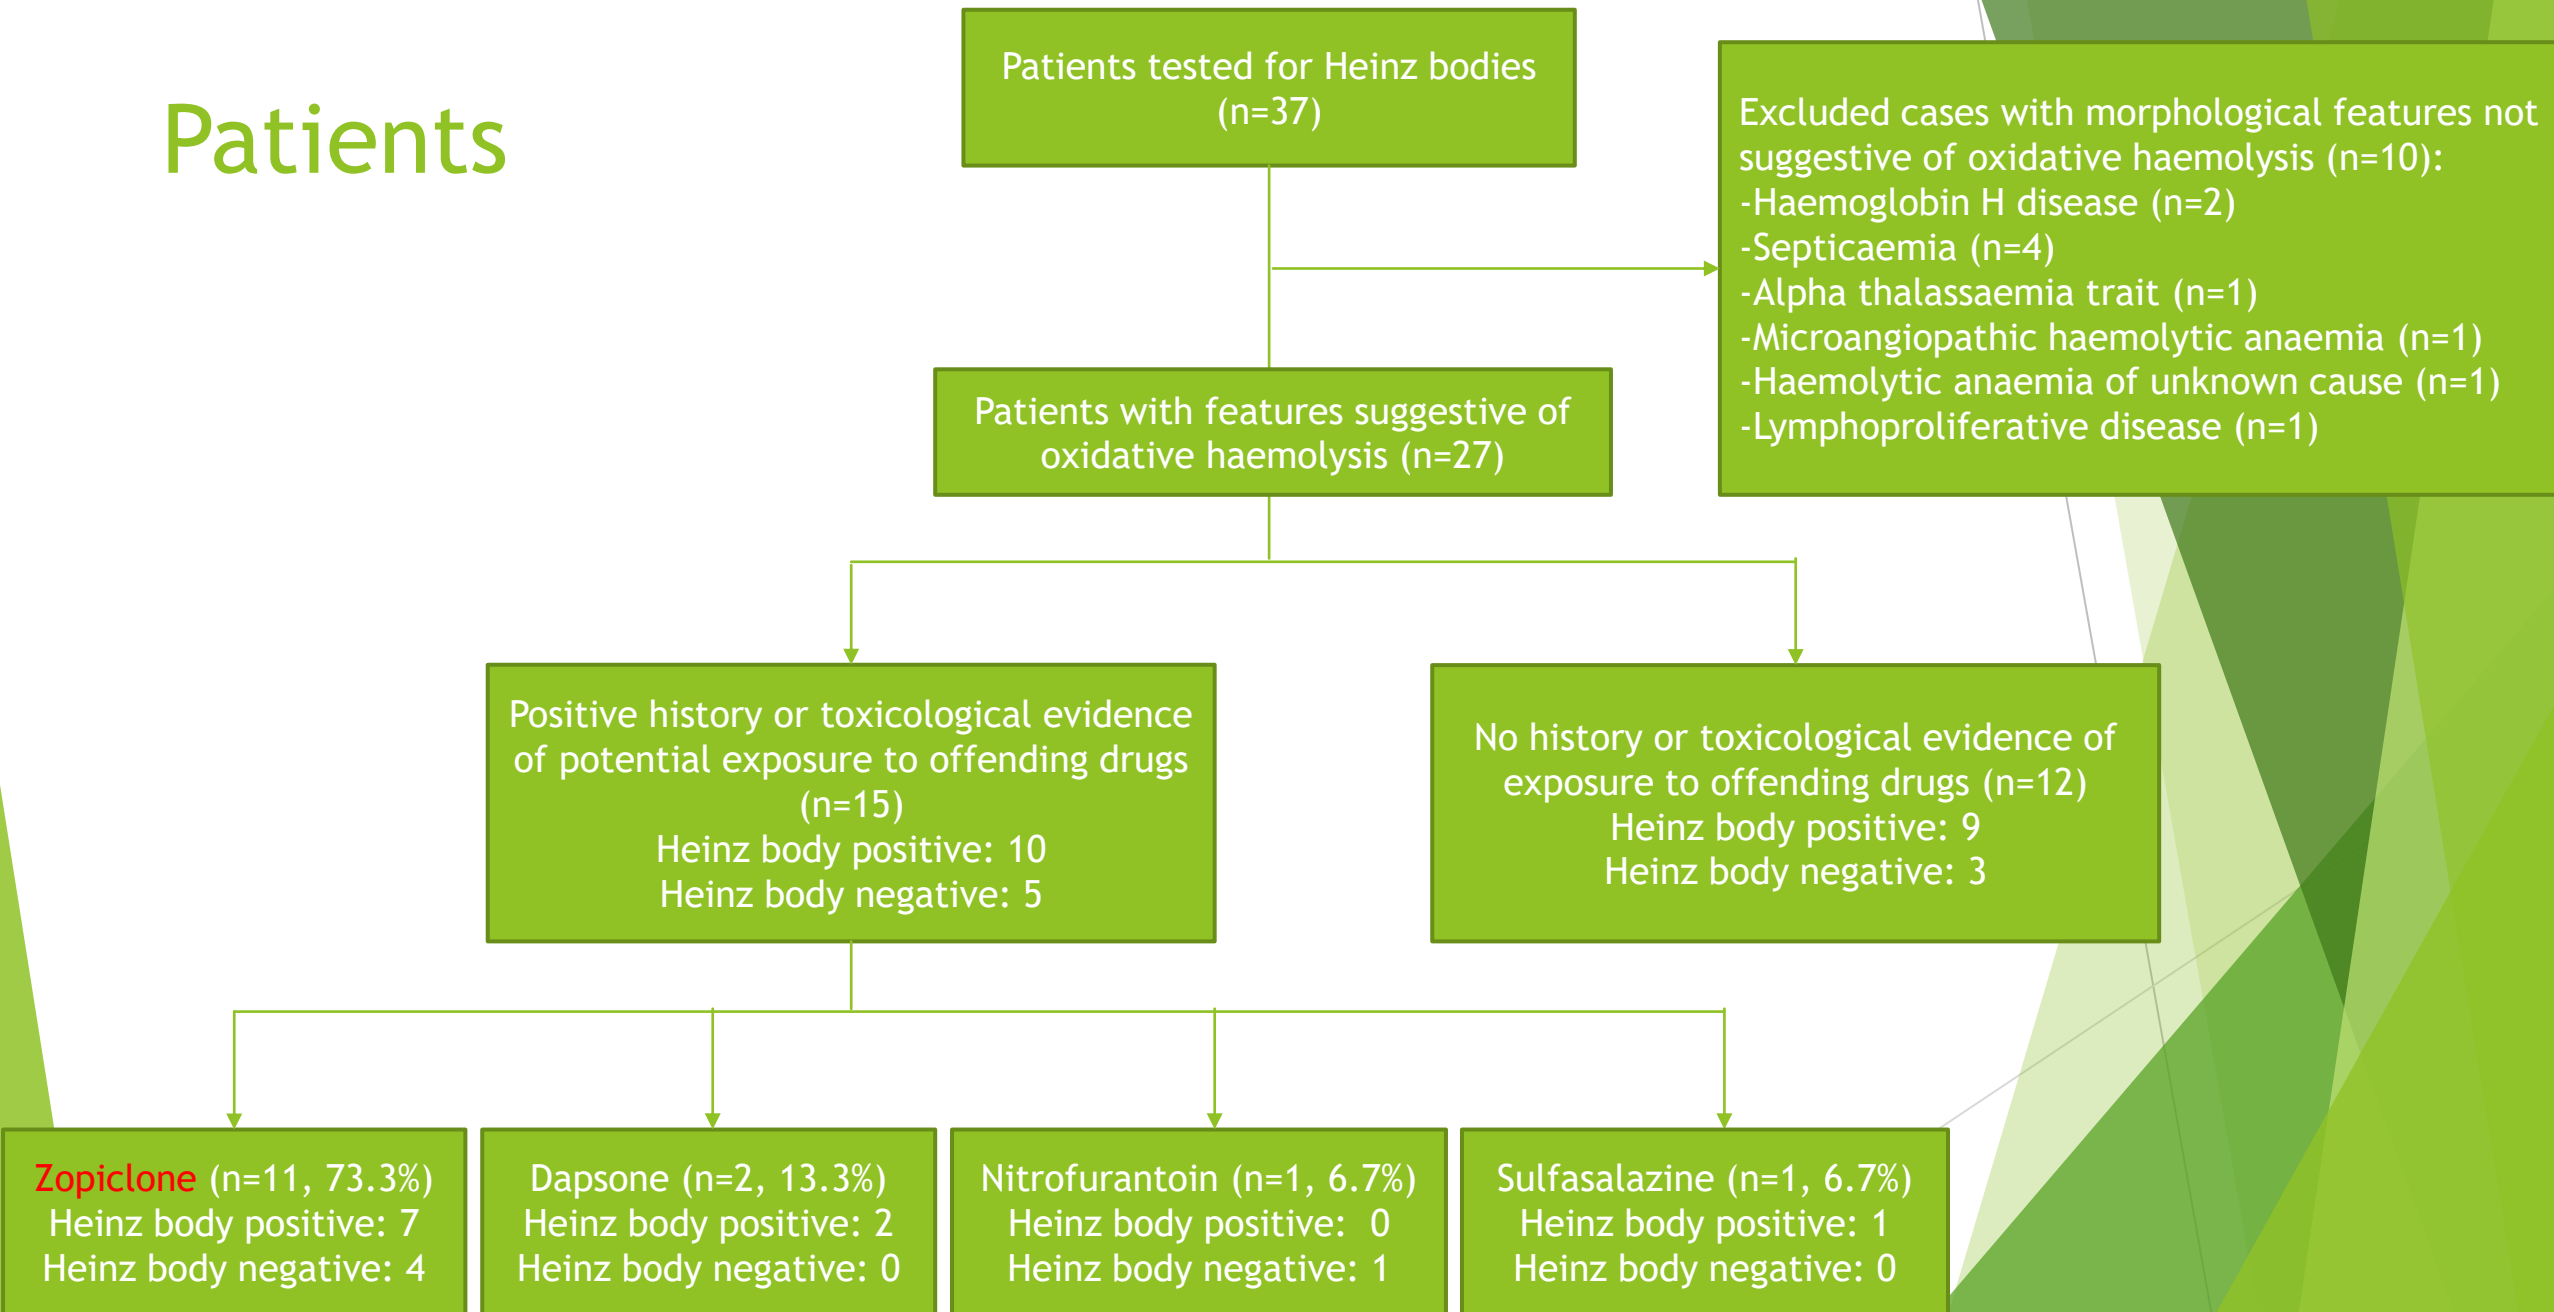 Patients
Patients tested for Heinz bodies
(n=37)
Excluded cases with morphological features not
suggestive of oxidative haemolysis (n=10):
-Haemoglobin H disease (n=2)
-Septicaemia (n=4)
-Alpha thalassaemia trait (n=1)
-Microangiopathic haemolytic anaemia (n=1)
-Haemolytic anaemia of unknown cause (n=1)
-Lymphoproliferative disease (n=1)
Patients with features suggestive of
oxidative haemolysis (n=27)
Positive history or toxicological evidence
of potential exposure to offending drugs
(n=15)
Heinz body positive: 10
Heinz body negative: 5
No history or toxicological evidence of
exposure to offending drugs (n=12)
Heinz body positive: 9
Heinz body negative: 3
Zopiclone (n=11, 73.3%)
Heinz body positive: 7
Heinz body negative: 4
Dapsone (n=2, 13.3%)
Heinz body positive: 2
Heinz body negative: 0
Nitrofurantoin (n=1, 6.7%)
Heinz body positive: 0
Heinz body negative: 1
Sulfasalazine (n=1, 6.7%)
Heinz body positive: 1
Heinz body negative: 0